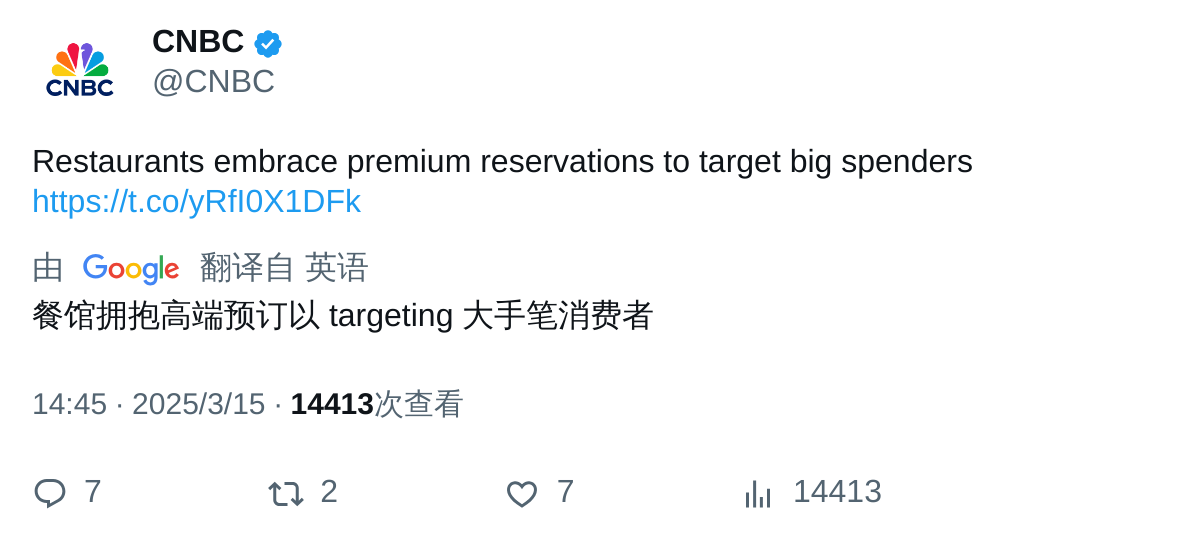 CNBC
CNBC
@CNBC
Restaurants embrace premium reservations to target big spenders
https://t.co/yRfI0X1DFk
由 Google 翻译自 英语
餐馆拥抱高端预订以 targeting 大手笔消费者
14:45 · 2025/3/15 · 14413次查看
7 2 7 14413